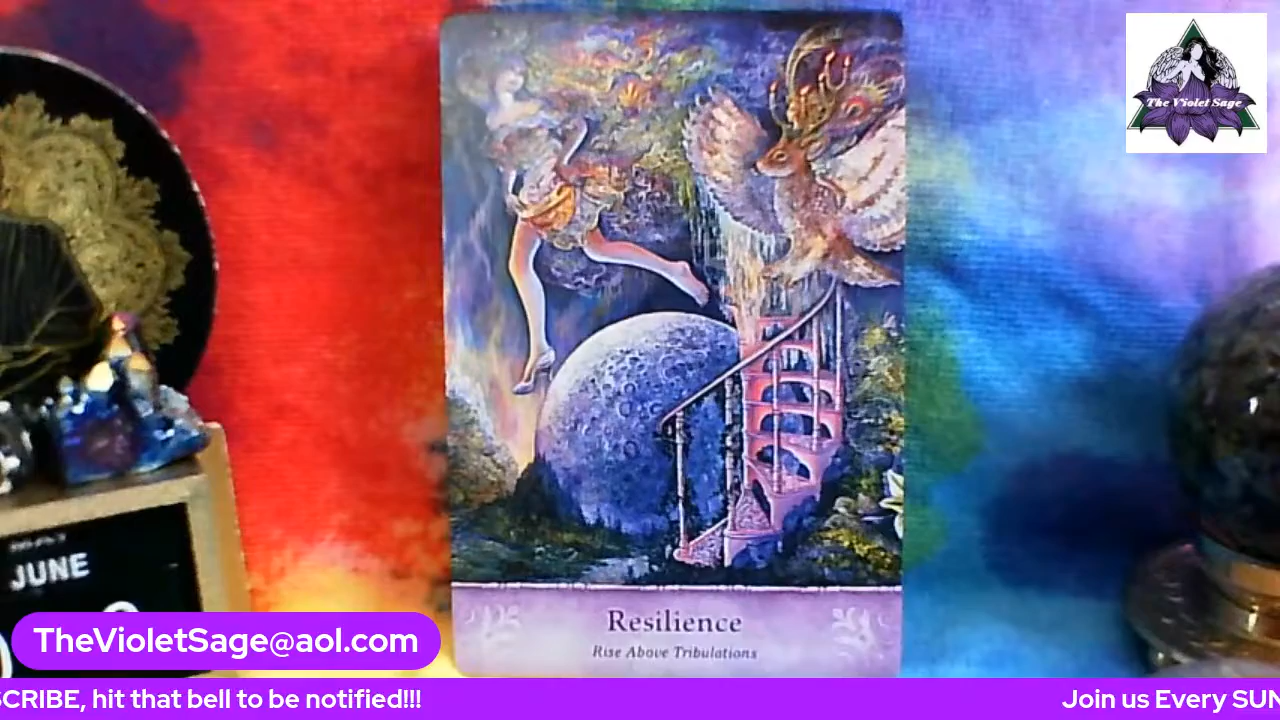 The Violet Sage
Resilience
Rise Above Tribulations
JUNE
TheVioletSage@aol.com
SCRIBE, hit that bell to be notified!!! Join us Every SUN